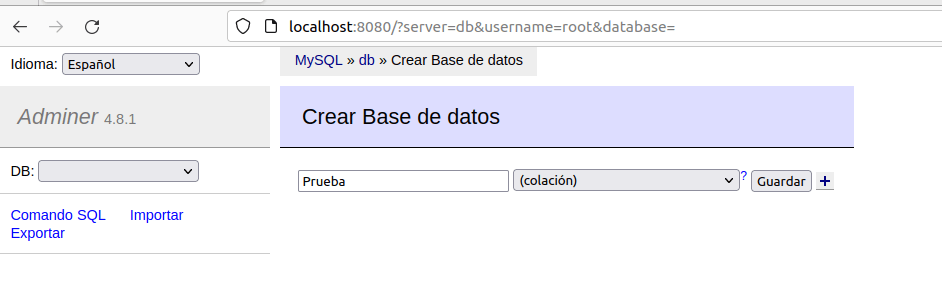 localhost:8080/?server=db&username=root&database=
Idioma: Español
MySQL » db » Crear Base de datos
Adminer 4.8.1
Crear Base de datos
DB:
Prueba (colación) ? Guardar +
Comando SQL Importar
Exportar